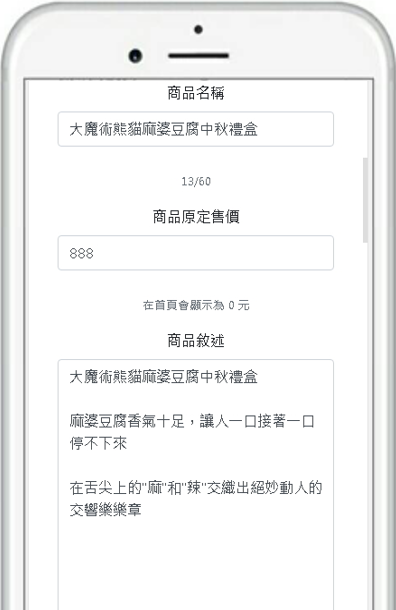 商品名稱
大魔術熊貓麻婆豆腐中秋禮盒
13/60
商品原定售價
888
在首頁會顯示為 0 元
商品敘述
大魔術熊貓麻婆豆腐中秋禮盒
麻婆豆腐香氣十足，讓人一口接著一口
停不下來
在舌尖上的"麻"和"辣"交織出絕妙動人的
交響樂樂章